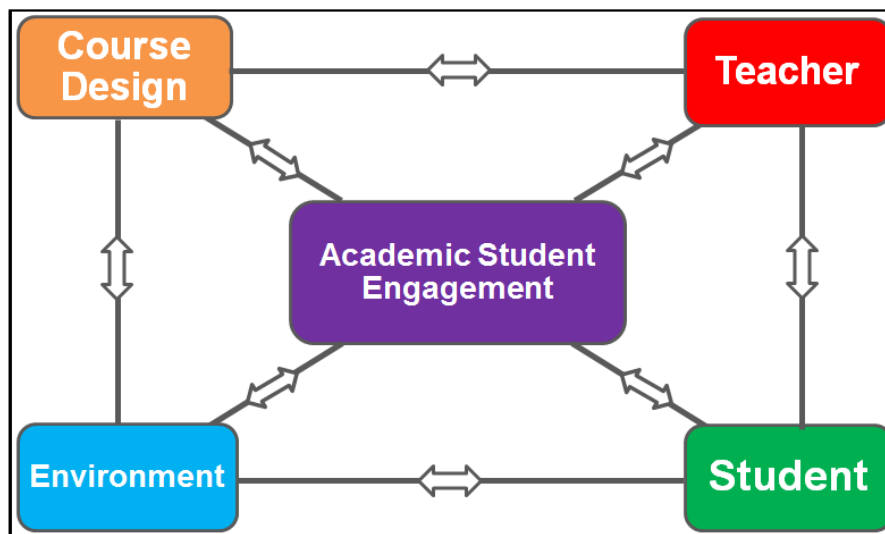 Course
Design
Teacher
Academic Student
Engagement
Environment
Student